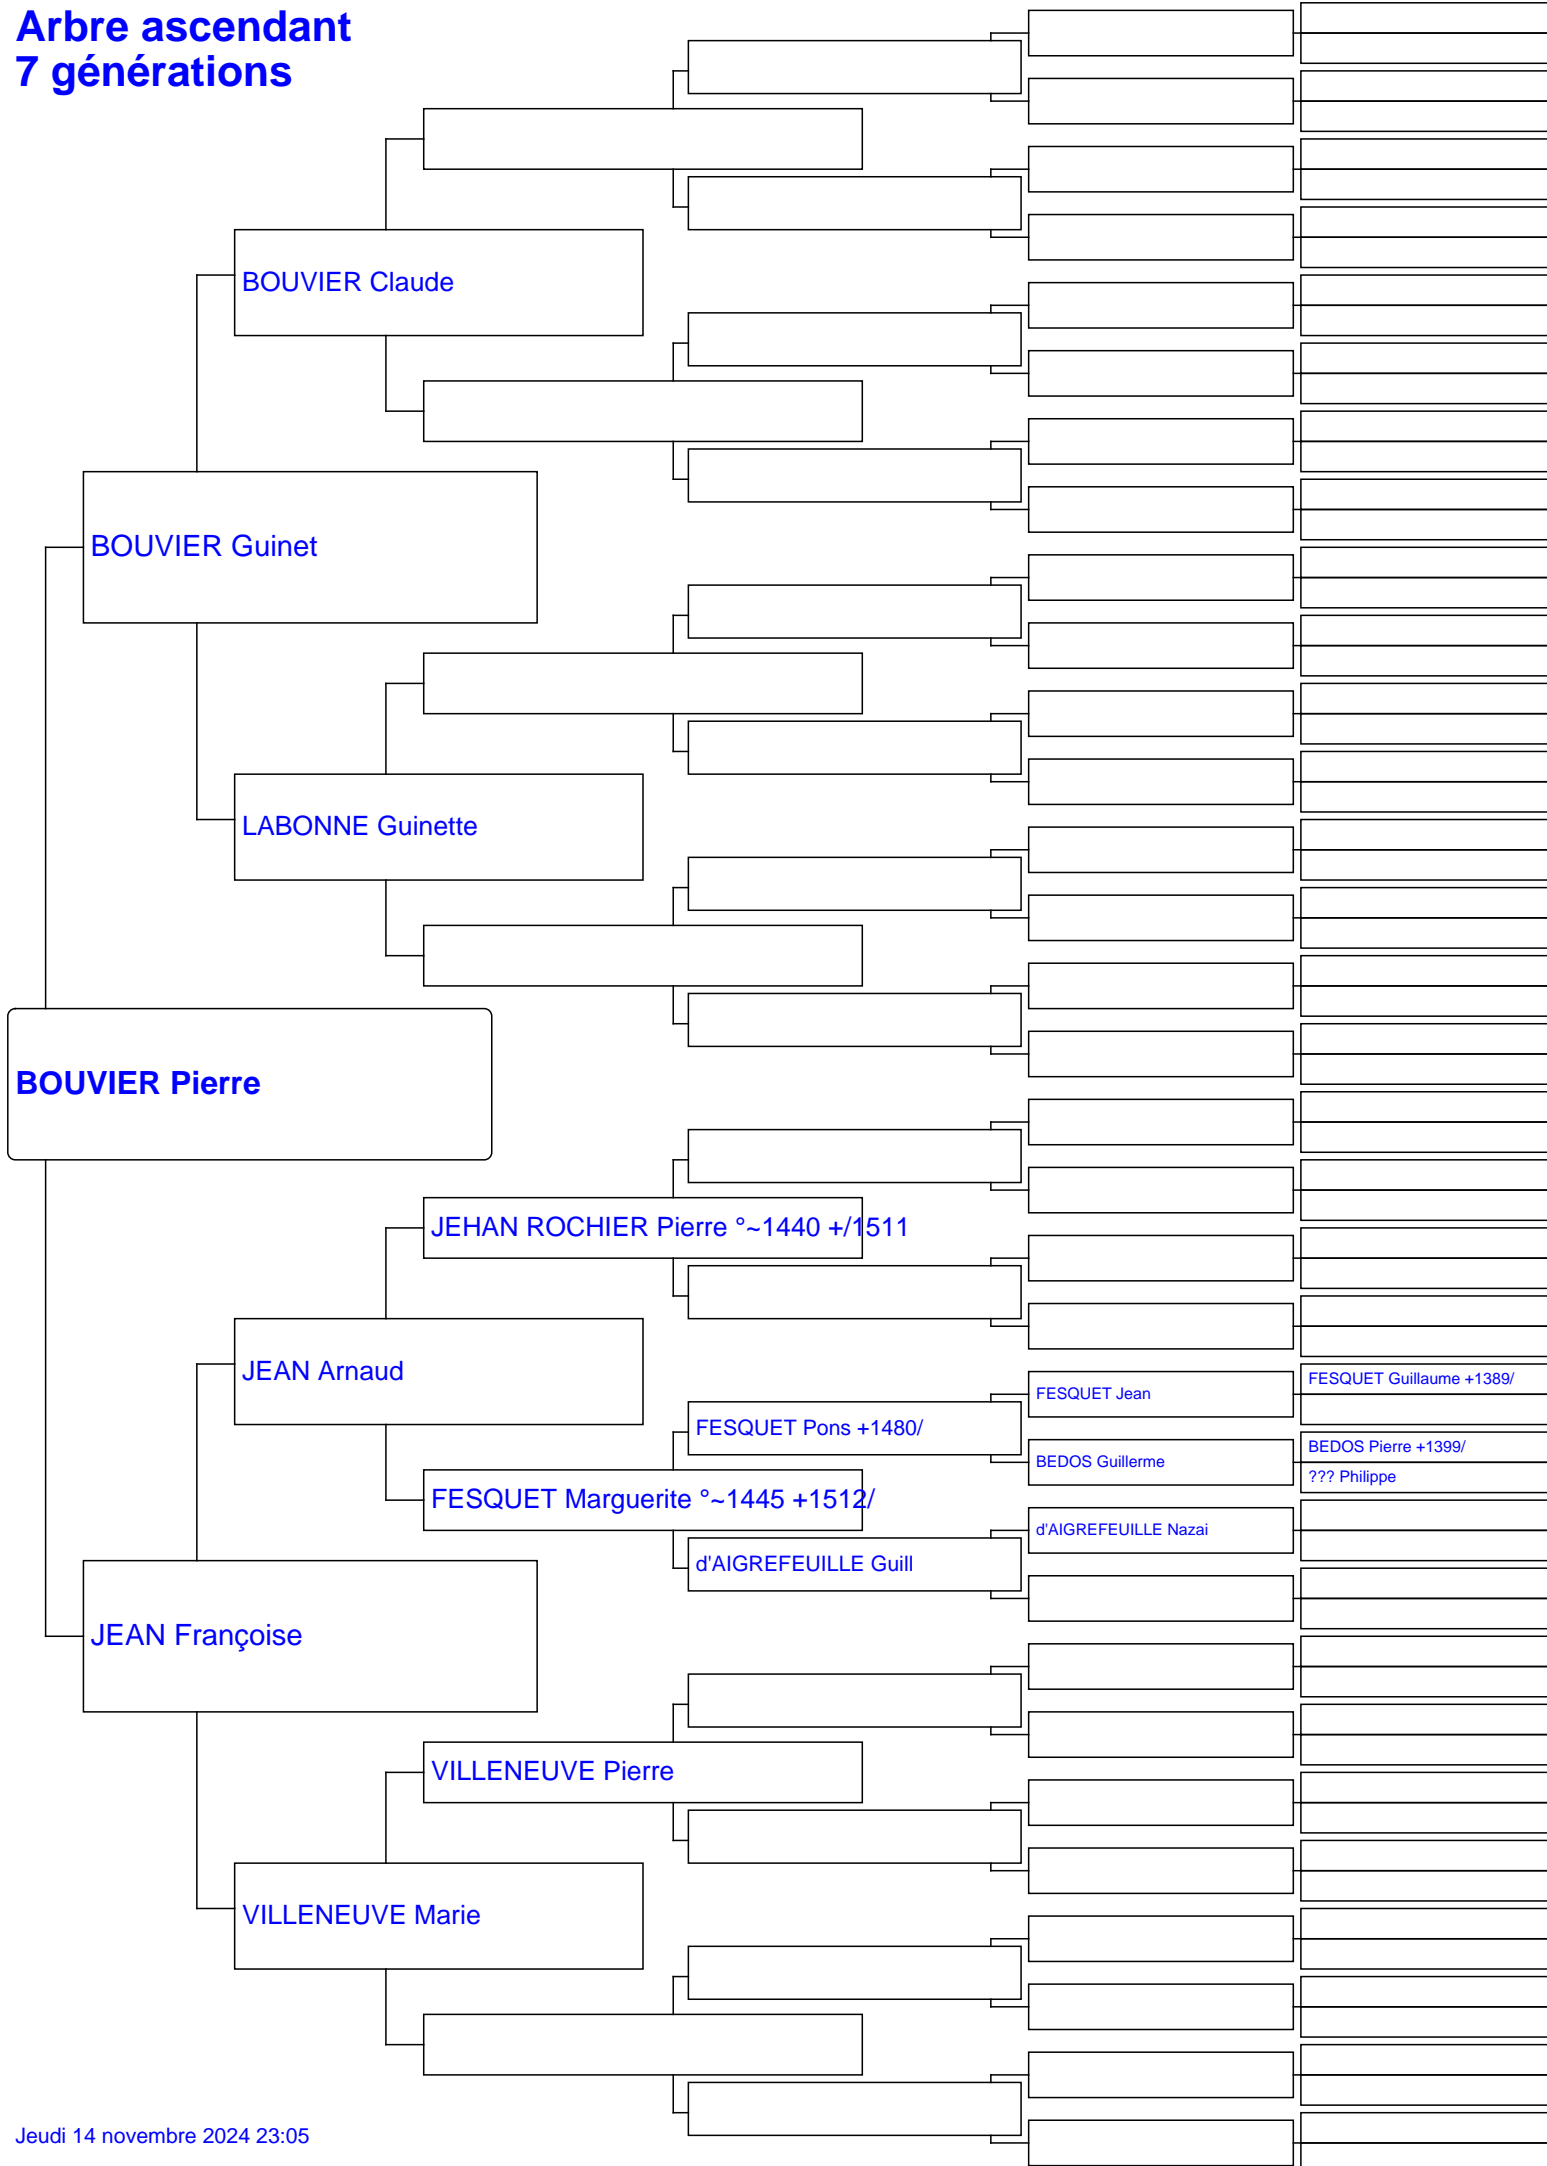 Arbre ascendant
7 générations
BOUVIER Claude
BOUVIER Guinet
LABONNE Guinette
BOUVIER Pierre
JEHAN ROCHIER Pierre °~1440 +/1511
JEAN Arnaud
FESQUET Guillaume +1389/
FESQUET Jean
FESQUET Pons +1480/
BEDOS Pierre +1399/
BEDOS Guillerme
??? Philippe
FESQUET Marguerite °~1445 +1512/
d'AIGREFEUILLE Nazai
d'AIGREFEUILLE Guill
JEAN Françoise
VILLENEUVE Pierre
VILLENEUVE Marie
Jeudi 14 novembre 2024 23:05